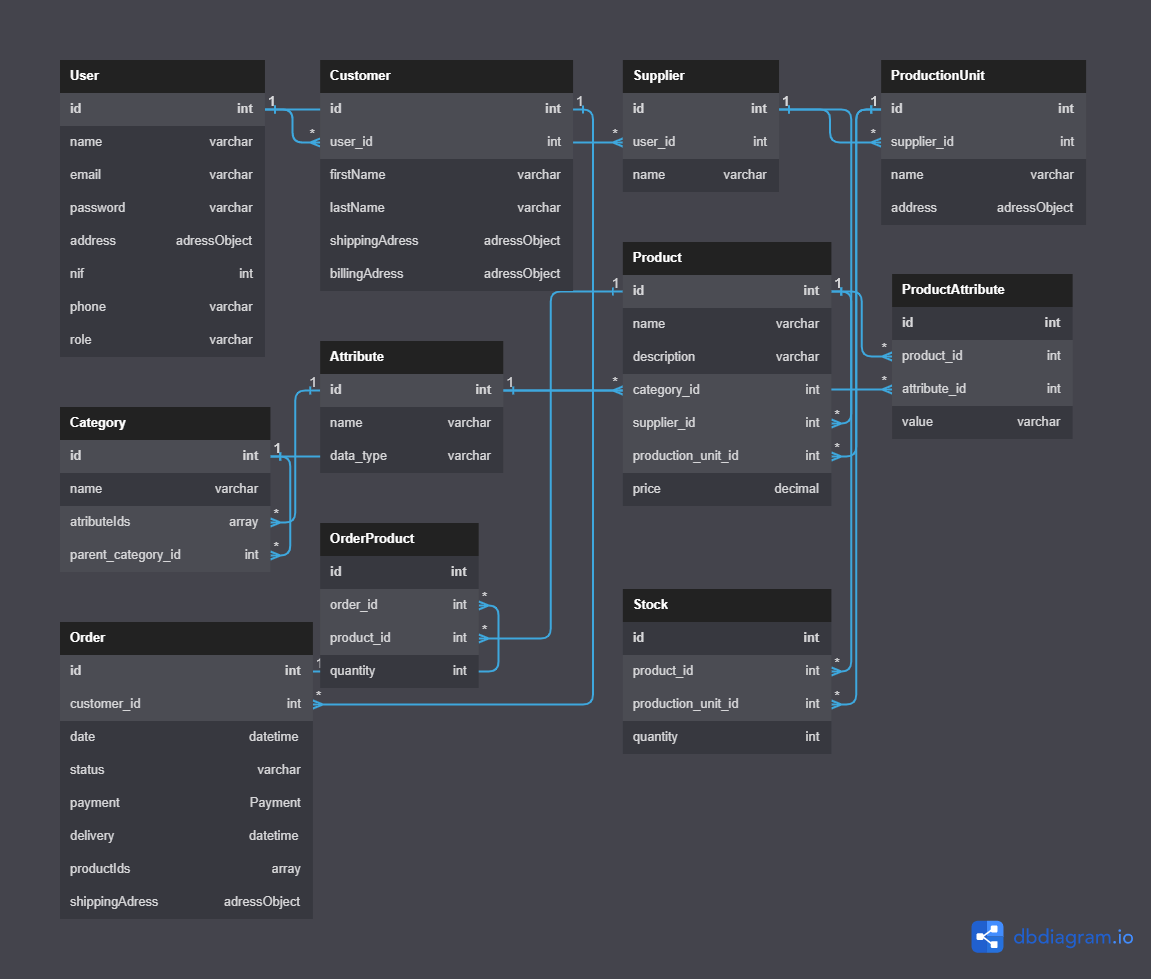 User
id int
name varchar
email varchar
password varchar
address adressObject
nif int
phone varchar
role varchar
1
*
Customer
id int
user_id int
firstName varchar
lastName varchar
shippingAdress adressObject
billingAdress adressObject
1
*
Supplier
id int
user_id int
name varchar
1
1
*
ProductionUnit
id int
supplier_id int
name varchar
address adressObject
Product
id int
name varchar
description varchar
category_id int
supplier_id int
production_unit_id int
price decimal
1
1
*
*
*
ProductAttribute
id int
product_id int
attribute_id int
value varchar
*
*
Attribute
id int
name varchar
data_type varchar
1
1
Category
id int
name varchar
atributeIds array
parent_category_id int
1
*
*
OrderProduct
id int
order_id int
product_id int
quantity int
*
*
Stock
id int
product_id int
production_unit_id int
quantity int
*
*
Order
id int
customer_id int
date datetime
status varchar
payment Payment
delivery datetime
productIds array
shippingAdress adressObject
1
*
dbdiagram.io